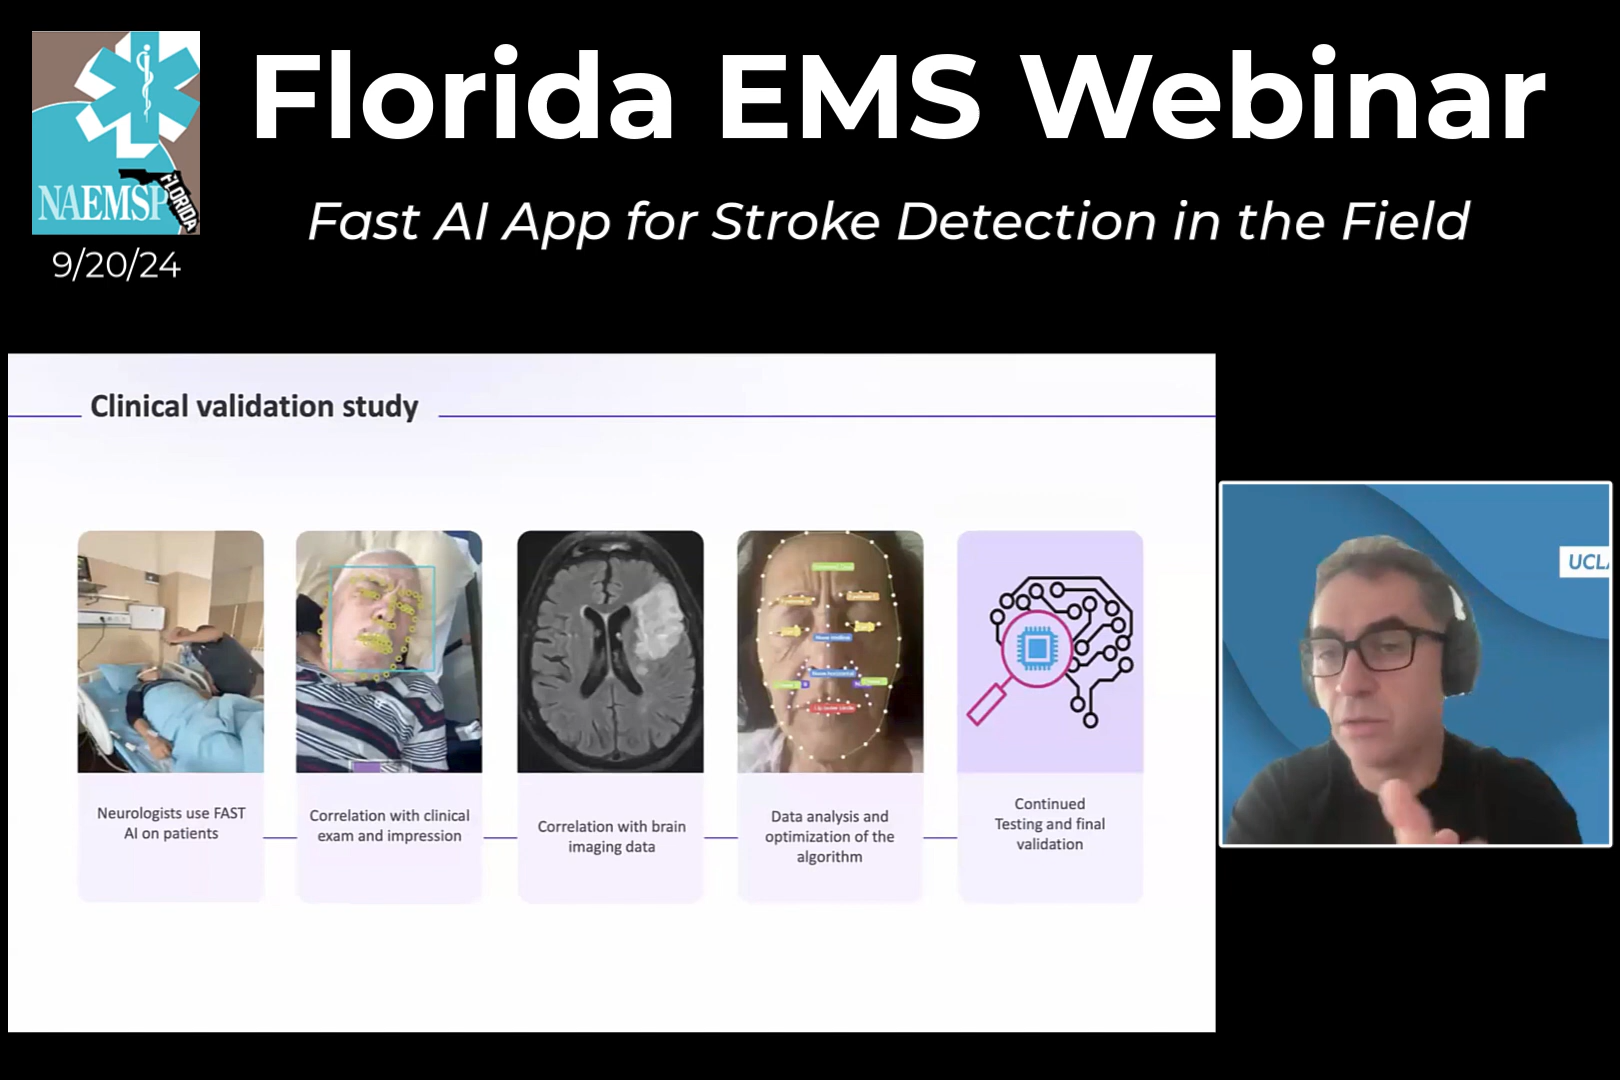 Florida EMS Webinar
Fast AI App for Stroke Detection in the Field
NAEMSP
FLORIDA
9/20/24
Clinical validation study
Neurologists use FAST
AI on patients
Correlation with clinical
exam and impression
Correlation with brain
imaging data
Data analysis and
optimization of the
algorithm
Continued
Testing and final
validation